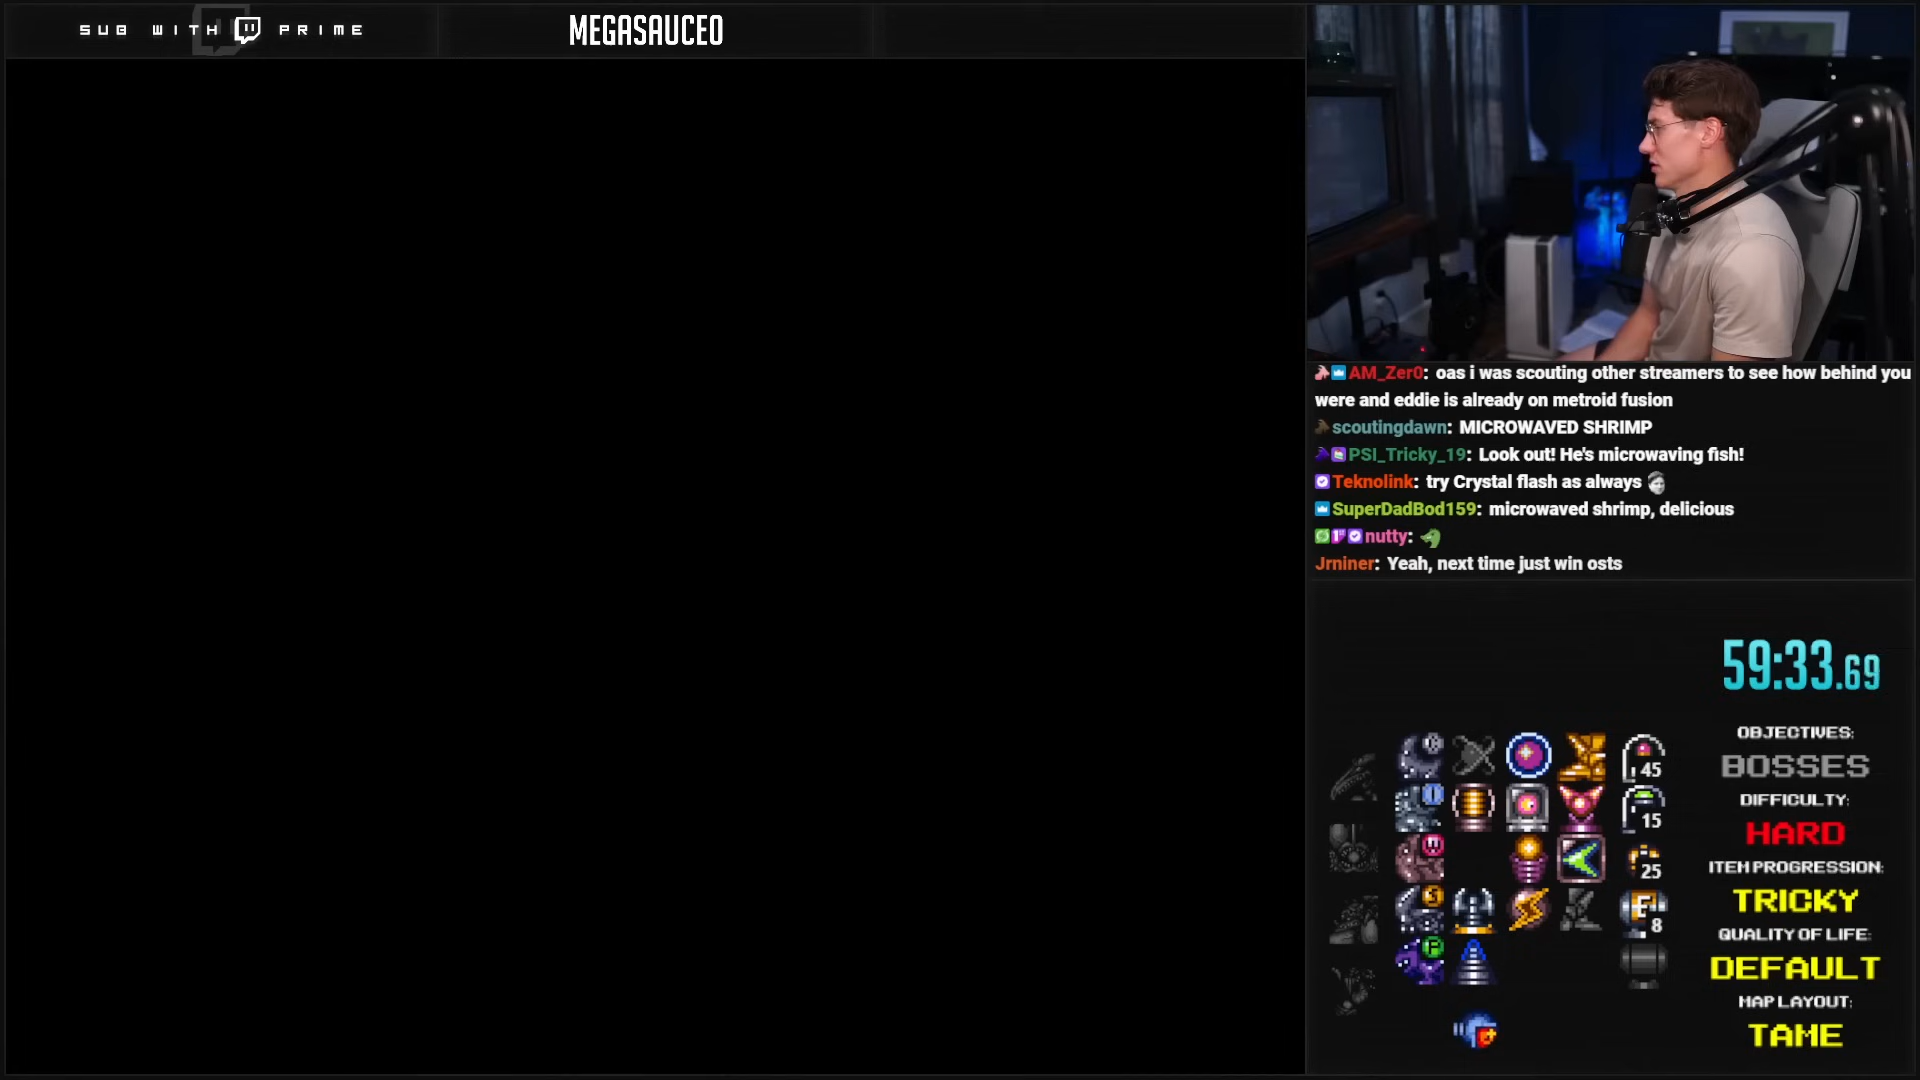 SUB WITH PRIME
MEGASAUCEO
AM_Zer0: oas i was scouting other streamers to see how behind you
were and eddie is already on metroid fusion
scoutingdawn: MICROWAVED SHRIMP
PSI_Tricky_19: Look out! He's microwaving fish!
Teknolink: try Crystal flash as always
SuperDadBod159: microwaved shrimp, delicious
nutty:
Jrniner: Yeah, next time just win osts
59:33.69
OBJECTIVES:
BOSSES
DIFFICULTY:
HARD
ITEM PROGRESSION:
TRICKY
QUALITY OF LIFE:
DEFAULT
MAP LAYOUT:
TAME
45
15
25
8